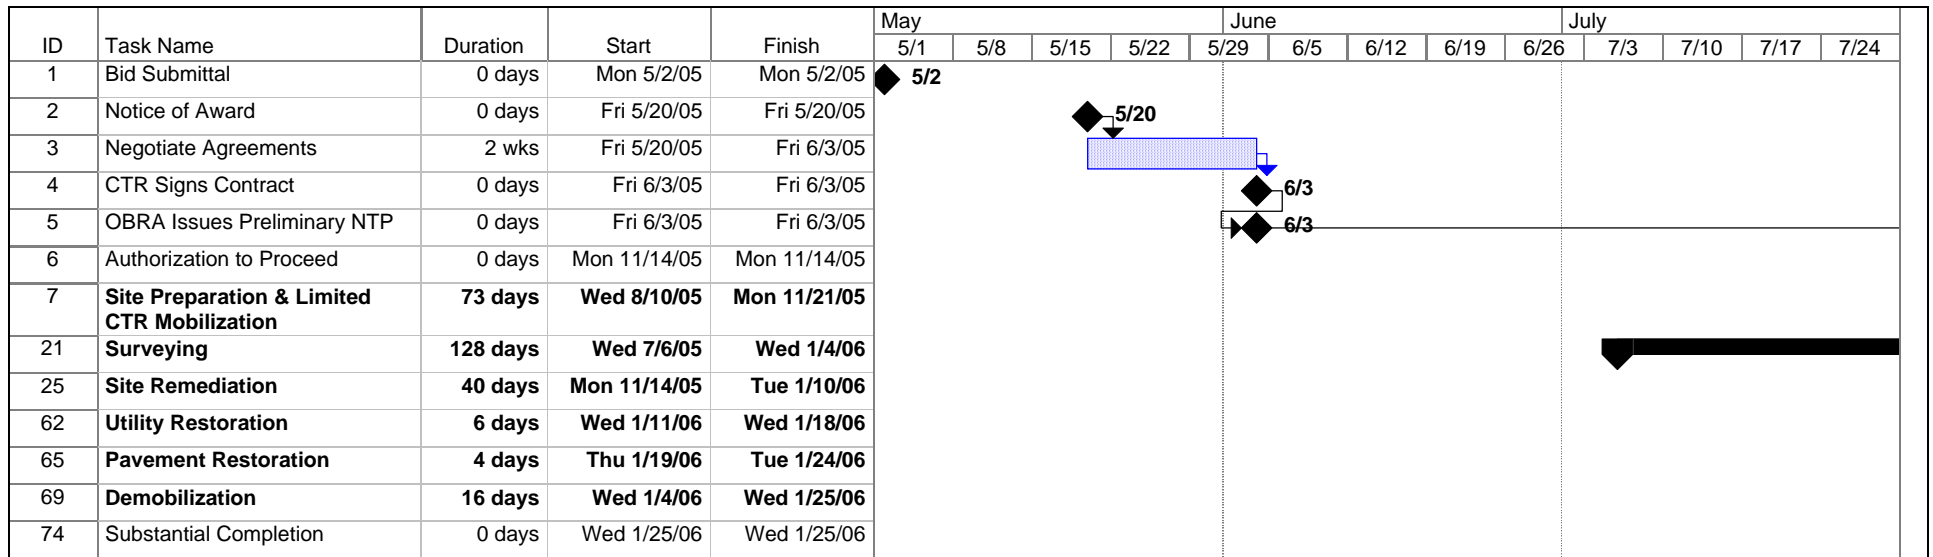 May June July
ID Task Name Duration Start Finish 5/1 5/8 5/15 5/22 5/29 6/5 6/12 6/19 6/26 7/3 7/10 7/17 7/24
1 Bid Submittal 0 days Mon 5/2/05 Mon 5/2/05 5/2
2 Notice of Award 0 days Fri 5/20/05 Fri 5/20/05 5/20
3 Negotiate Agreements 2 wks Fri 5/20/05 Fri 6/3/05
4 CTR Signs Contract 0 days Fri 6/3/05 Fri 6/3/05 6/3
5 OBRA Issues Preliminary NTP 0 days Fri 6/3/05 Fri 6/3/05 6/3
6 Authorization to Proceed 0 days Mon 11/14/05 Mon 11/14/05
7 Site Preparation & Limited 73 days Wed 8/10/05 Mon 11/21/05
CTR Mobilization
21 Surveying 128 days Wed 7/6/05 Wed 1/4/06
25 Site Remediation 40 days Mon 11/14/05 Tue 1/10/06
62 Utility Restoration 6 days Wed 1/11/06 Wed 1/18/06
65 Pavement Restoration 4 days Thu 1/19/06 Tue 1/24/06
69 Demobilization 16 days Wed 1/4/06 Wed 1/25/06
74 Substantial Completion 0 days Wed 1/25/06 Wed 1/25/06